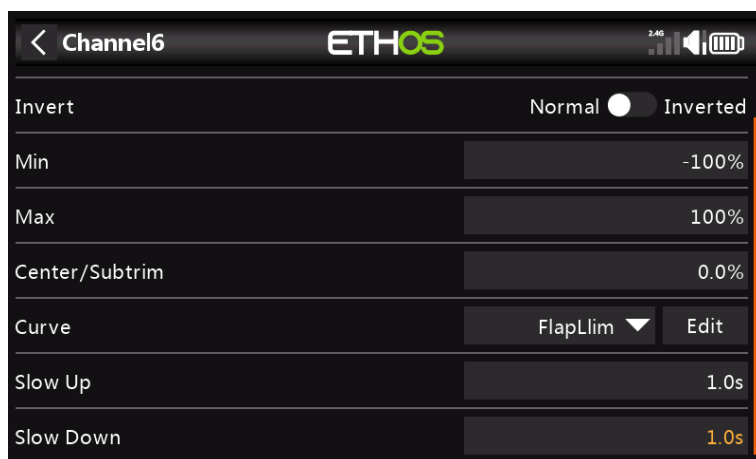 Channel6 ETHOS 2.4G
Invert Normal Inverted
Min -100%
Max 100%
Center/Subtrim 0.0%
Curve FlapLlim Edit
Slow Up 1.0s
Slow Down 1.0s